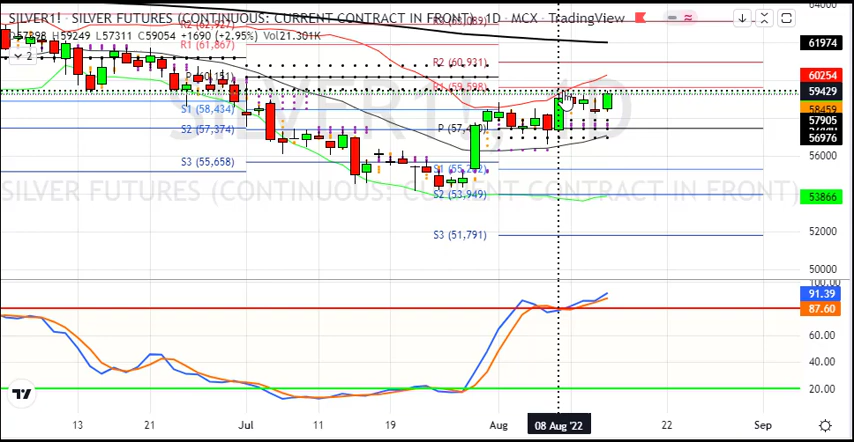 SILVER1! · SILVER FUTURES (CONTINUOUS: CURRENT CONTRACT IN FRONT) · 1D · MCX · TradingView
H59249 L57311 C59054 +1690 (+2.95%) Vol21.301K
2
R1 (61,867)
S1 (58,434)
S2 (57,374)
S3 (55,658)
R2 (60,931)
S2 (53,949)
S3 (51,791)
SILVER1!, 1D
SILVER FUTURES (CONTINUOUS: CURRENT CONTRACT IN FRONT)
61974
60254
59429
58459
57905
56976
56000
53866
52000
50000
100.00
91.39
87.60
60.00
40.00
20.00
13
21
Jul
11
19
Aug
08 Aug '22
22
Sep